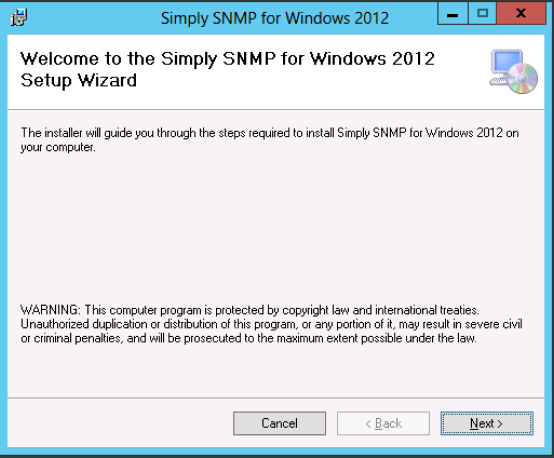 Simply SNMP for Windows 2012
Welcome to the Simply SNMP for Windows 2012
Setup Wizard
The installer will guide you through the steps required to install Simply SNMP for Windows 2012 on
your computer.
WARNING: This computer program is protected by copyright law and international treaties.
Unauthorized duplication or distribution of this program, or any portion of it, may result in severe civil
or criminal penalties, and will be prosecuted to the maximum extent possible under the law.
Cancel
< Back
Next >